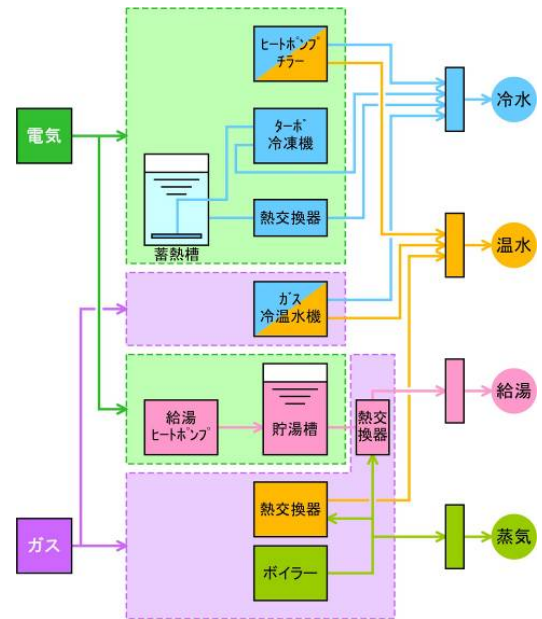 ヒートポンプ
チラー
冷水
電気
ターボ
冷凍機
熱交換器
蓄熱槽
温水
ガス
冷温水機
給湯
ヒートポンプ
貯湯槽
熱交
換器
給湯
熱交換器
ガス
蒸気
ボイラー